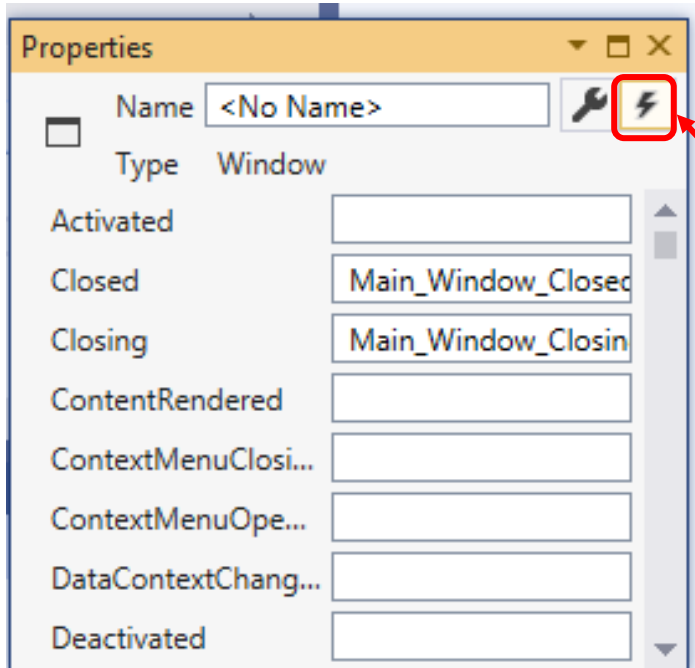 Properties
Name <No Name>
Type Window
Activated
Closed Main_Window_Closed
Closing Main_Window_Closin
ContentRendered
ContextMenuClosi...
ContextMenuOpe...
DataContextChang...
Deactivated